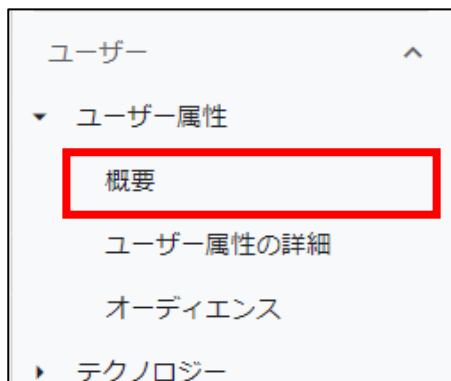 ユーザー
ユーザー属性
概要
ユーザー属性の詳細
オーディエンス
テクノロジー